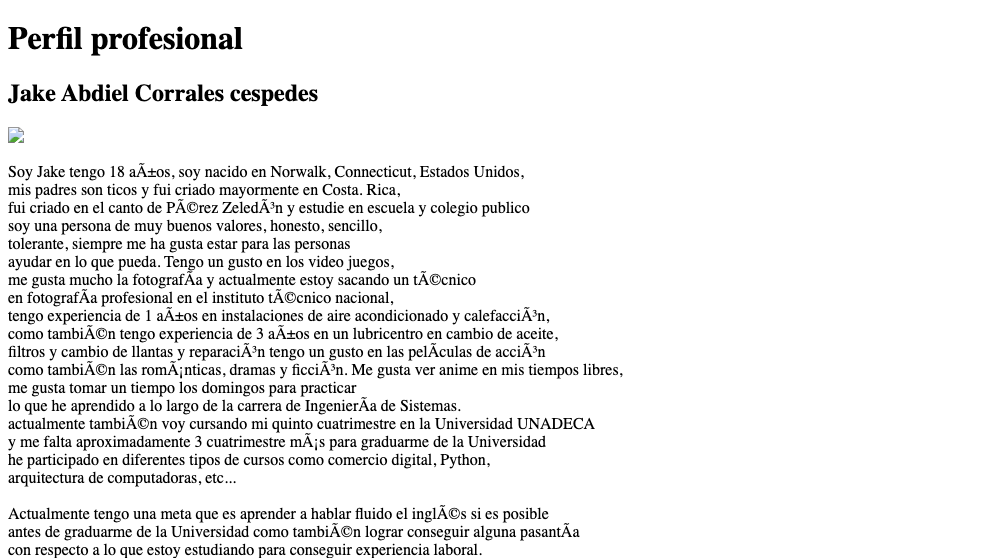 Perfil profesional
Jake Abdiel Corrales cespedes
Soy Jake tengo 18 aÃ±os, soy nacido en Norwalk, Connecticut, Estados Unidos,
mis padres son ticos y fui criado mayormente en Costa. Rica,
fui criado en el canto de PÃ©rez ZeledÃ³n y estudie en escuela y colegio publico
soy una persona de muy buenos valores, honesto, sencillo,
tolerante, siempre me ha gusta estar para las personas
ayudar en lo que pueda. Tengo un gusto en los video juegos,
me gusta mucho la fotografÃa y actualmente estoy sacando un tÃ©cnico
en fotografÃa profesional en el instituto tÃ©cnico nacional,
tengo experiencia de 1 aÃ±os en instalaciones de aire acondicionado y calefacciÃ³n,
como tambiÃ©n tengo experiencia de 3 aÃ±os en un lubricentro en cambio de aceite,
filtros y cambio de llantas y reparaciÃ³n tengo un gusto en las pelÃculas de acciÃ³n
como tambiÃ©n las romÃ¡nticas, dramas y ficciÃ³n. Me gusta ver anime en mis tiempos libres,
me gusta tomar un tiempo los domingos para practicar
lo que he aprendido a lo largo de la carrera de IngenierÃa de Sistemas.
actualmente tambiÃ©n voy cursando mi quinto cuatrimestre en la Universidad UNADECA
y me falta aproximadamente 3 cuatrimestre mÃ¡s para graduarme de la Universidad
he participado en diferentes tipos de cursos como comercio digital, Python,
arquitectura de computadoras, etc...
Actualmente tengo una meta que es aprender a hablar fluido el inglÃ©s si es posible
antes de graduarme de la Universidad como tambiÃ©n lograr conseguir alguna pasantÃa
con respecto a lo que estoy estudiando para conseguir experiencia laboral.